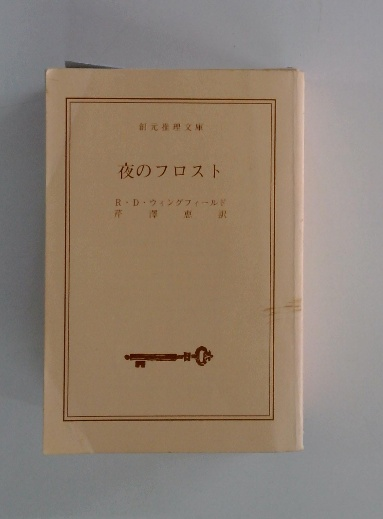 創元推理文庫
夜のフロスト
R・D・ウィングフィールド
芹澤恵訳